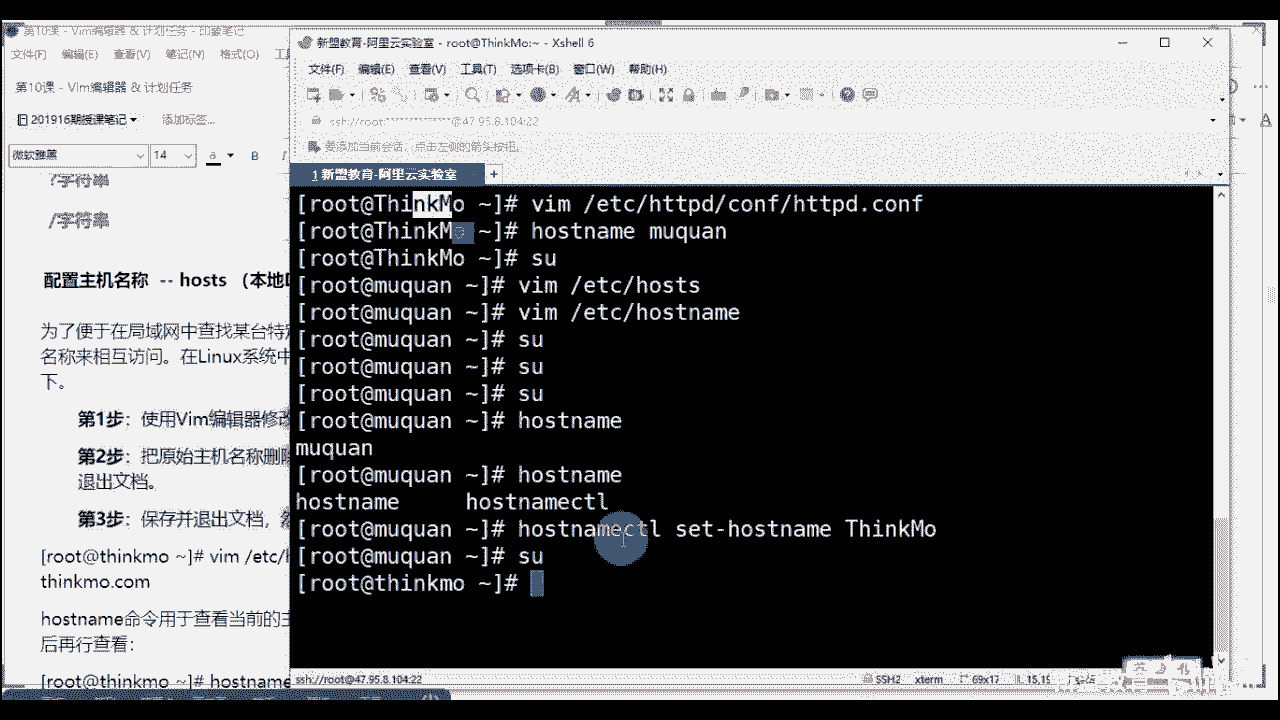 第10课 - Vim编辑器 & 计划任务 - 印象笔记
文件(F) 编辑(E) 查看(V) 笔记(N) 格式(O)
第10课 - Vim编辑器 & 计划任务
201916期授课笔记 添加标签...
微软雅黑 14 a B I
?字符串
/字符串
配置主机名称 -- hosts （本地
为了便于在局域网中查找某台特定
名称来相互访问。在Linux系统中
下。
第1步：使用Vim编辑器修改
第2步：把原始主机名称删除
退出文档。
第3步：保存并退出文档，然
[root@thinkmo ~]# vim /etc/h
thinkmo.com
hostname命令用于查看当前的主
后再行查看：
[root@thinkmo ~]# hostname
新盟教育-阿里云实验室 - root@ThinkMo:~ - Xshell 6
文件(F) 编辑(E) 查看(V) 工具(T) 选项卡(B) 窗口(W) 帮助(H)
要添加当前会话，点击左侧的箭头按钮。
1 新盟教育-阿里云实验室
[root@ThinkMo ~]# vim /etc/httpd/conf/httpd.conf
[root@ThinkMo ~]# hostname muquan
[root@ThinkMo ~]# su
[root@muquan ~]# vim /etc/hosts
[root@muquan ~]# vim /etc/hostname
[root@muquan ~]# su
[root@muquan ~]# su
[root@muquan ~]# su
[root@muquan ~]# hostname
muquan
[root@muquan ~]# hostname
hostname hostnamectl
[root@muquan ~]# hostnamectl set-hostname ThinkMo
[root@muquan ~]# su
[root@thinkmo ~]#
ssh://root@47.95.8.104:22 SSH2 xterm 69x17 15,19